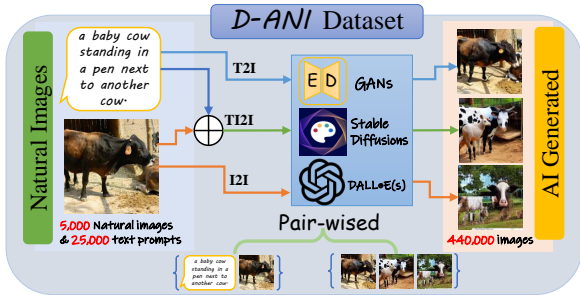 D-ANI Dataset
Natural Images
a baby cow
standing in
a pen next
to another
cow.
T2I
TI2I
I2I
E D
GANs
Stable
Diffusions
DALL•E(s)
AI Generated
5,000 Natural images
& 25,000 text prompts
440,000 images
Pair-wised
a baby cow
standing in a
pen next to
another cow.